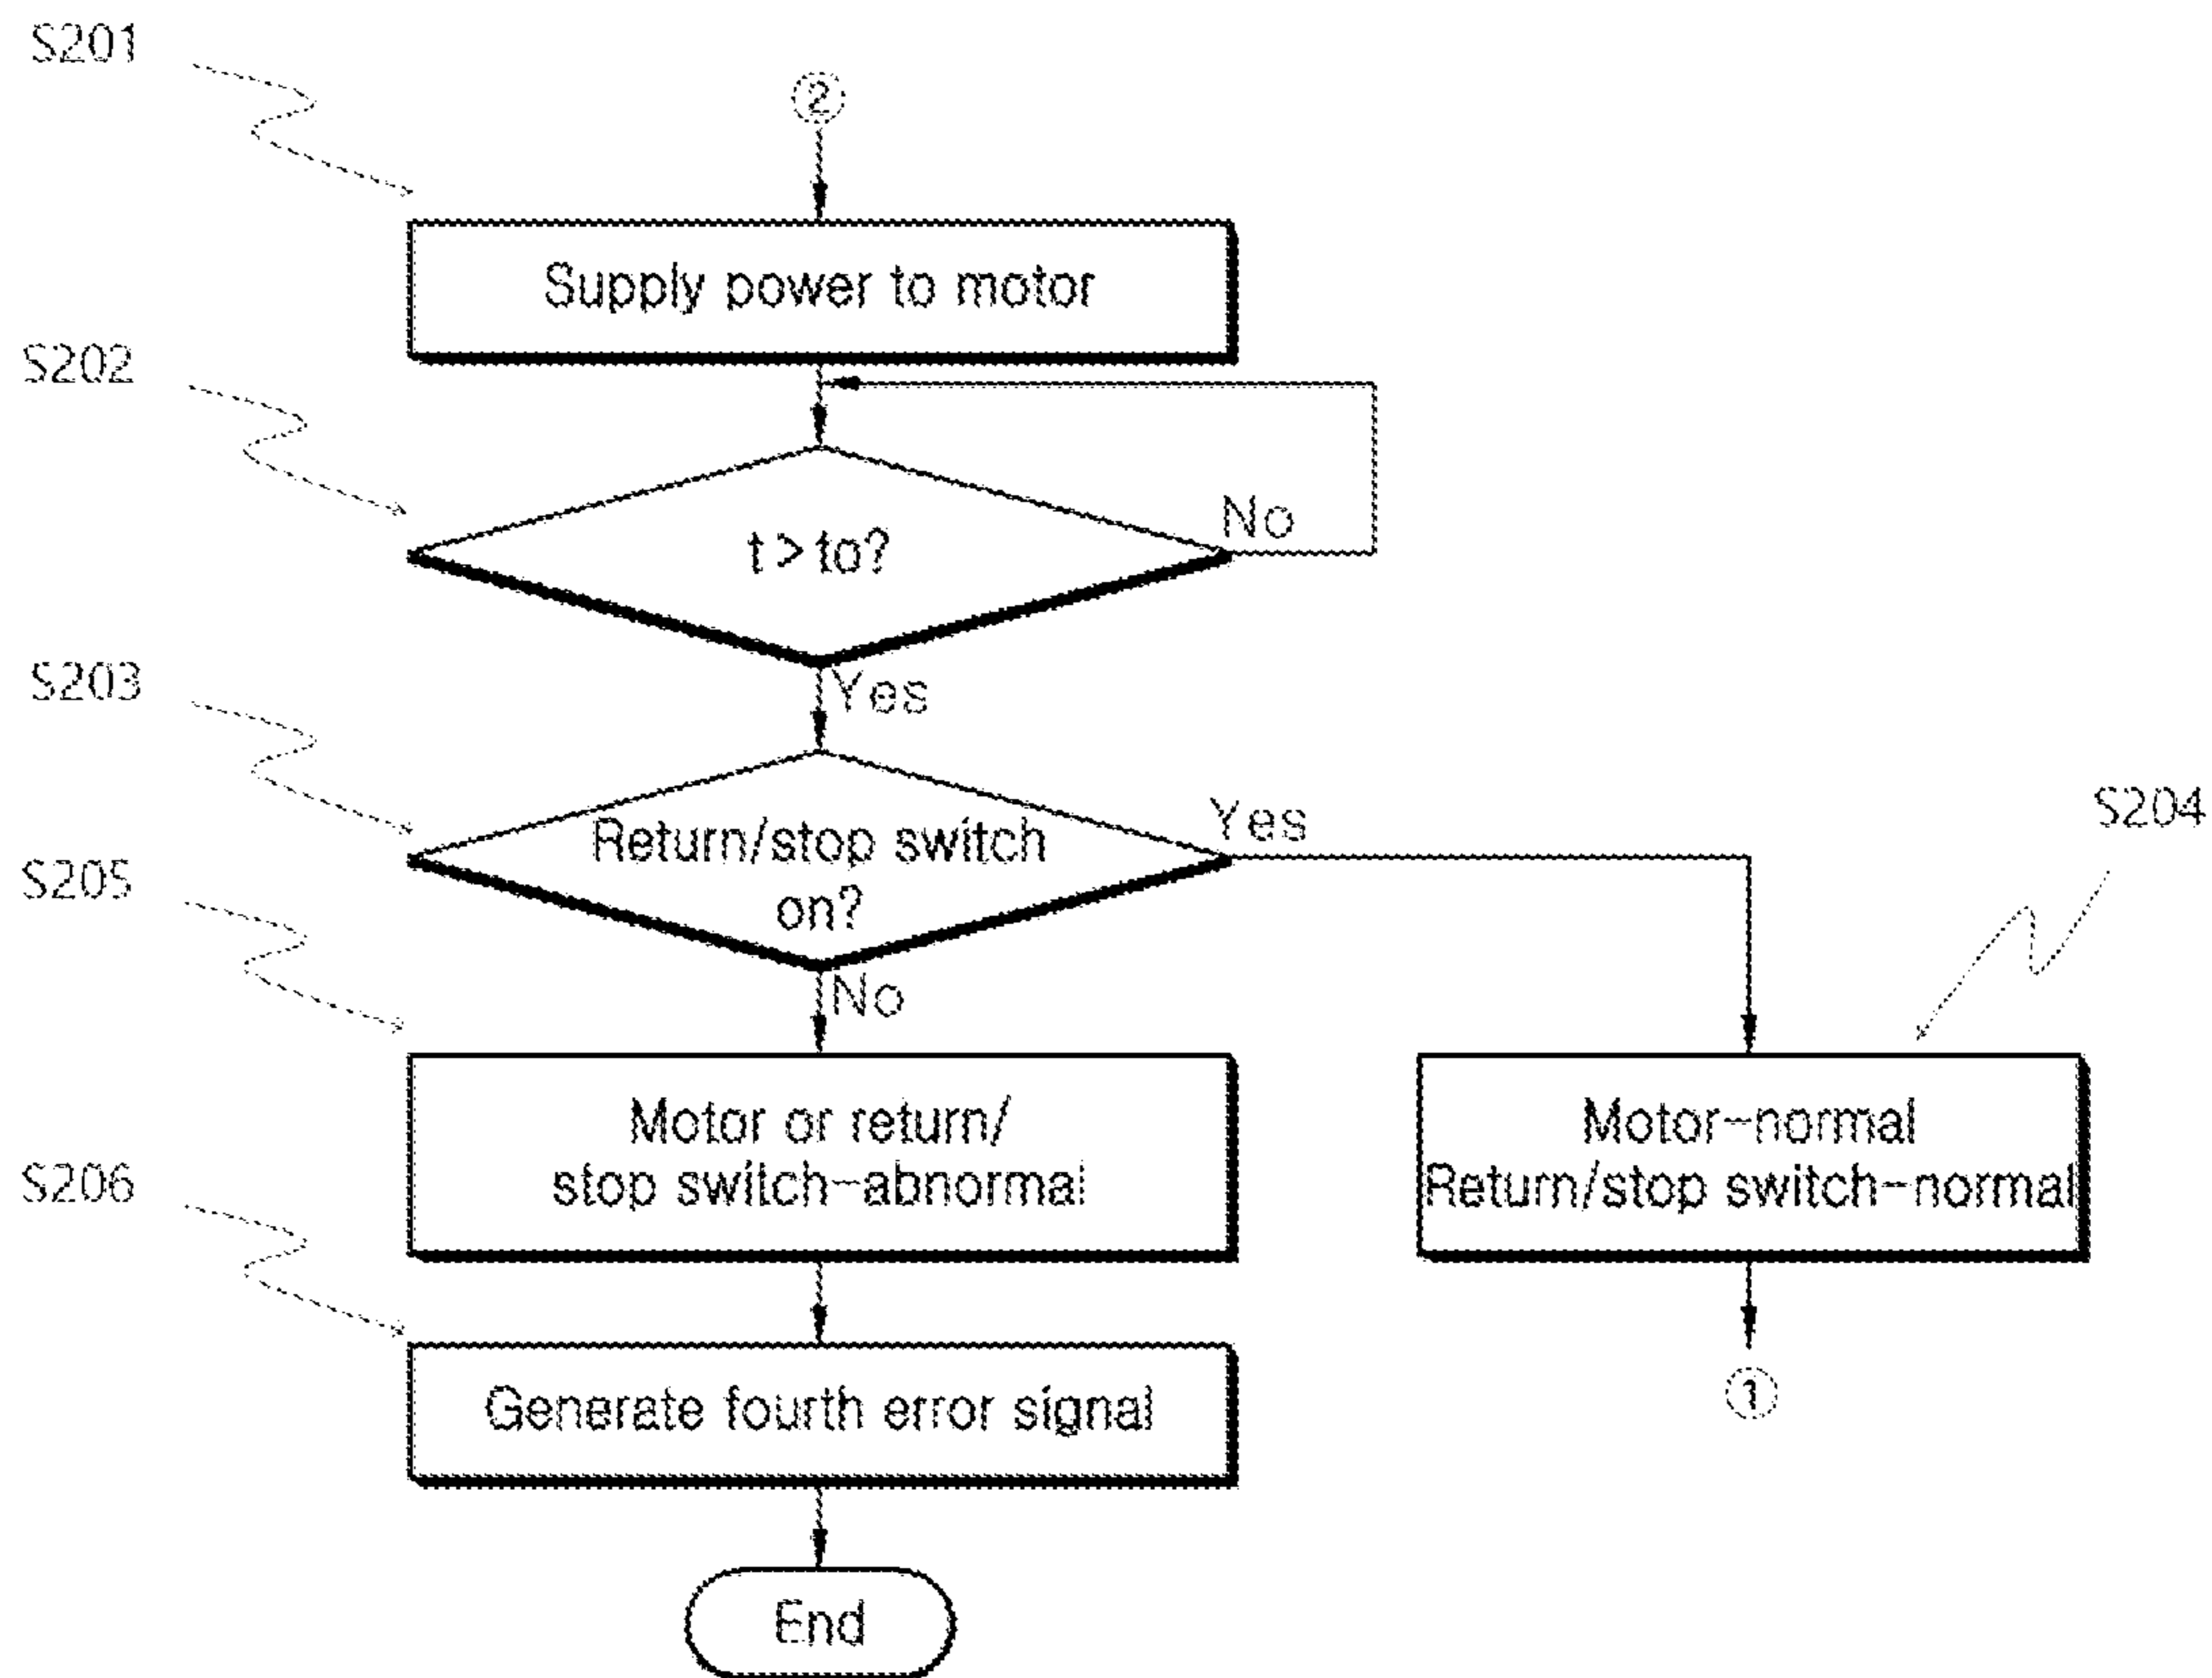 S201
②
Supply power to motor
S202
t>to?
No
Yes
S203
Return/stop switch
on?
Yes
S204
S205
No
Motor or return/
stop switch-abnormal
Motor-normal
Return/stop switch-normal
S206
Generate fourth error signal
①
End